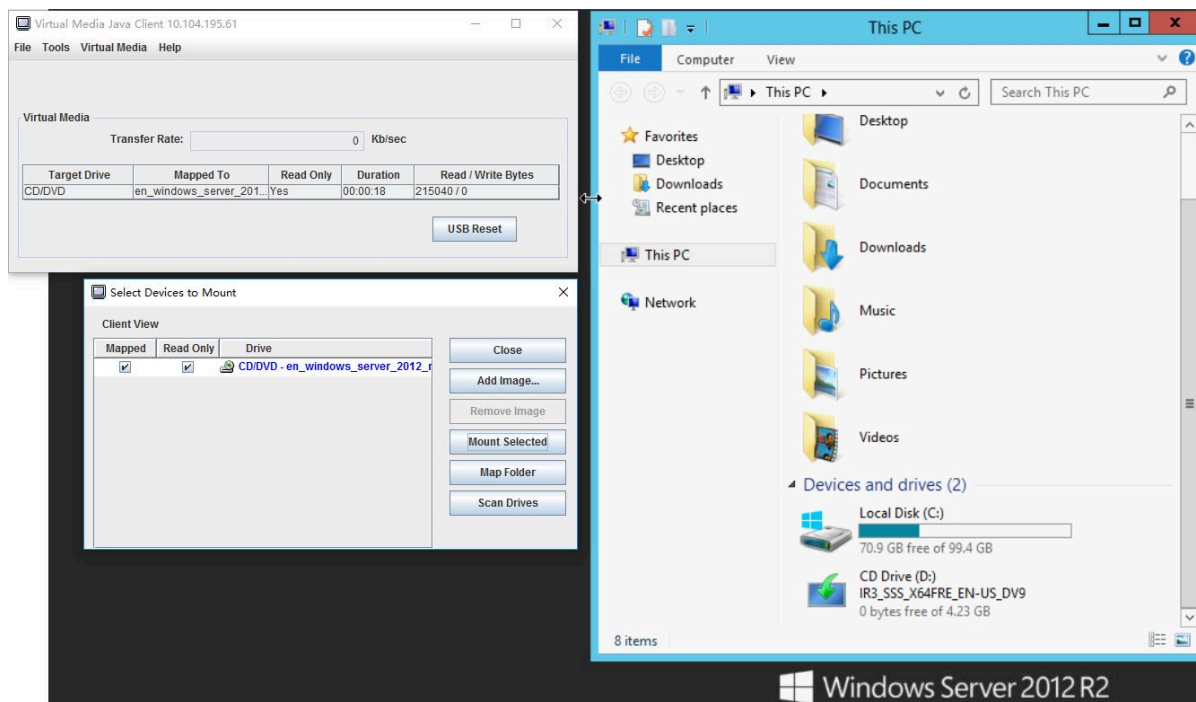 Virtual Media Java Client 10.104.195.61
File Tools Virtual Media Help
Virtual Media
Transfer Rate: 0 Kb/sec
Target Drive Mapped To Read Only Duration Read / Write Bytes
CD/DVD en_windows_server_201... Yes 00:00:18 215040 / 0
USB Reset
Select Devices to Mount
Client View
Mapped Read Only Drive
CD/DVD - en_windows_server_2012_r
Close
Add Image...
Remove Image
Mount Selected
Map Folder
Scan Drives
This PC
File Computer View
This PC
Search This PC
Favorites
Desktop
Downloads
Recent places
This PC
Network
Desktop
Documents
Downloads
Music
Pictures
Videos
Devices and drives (2)
Local Disk (C:)
70.9 GB free of 99.4 GB
CD Drive (D:)
IR3_SSS_X64FRE_EN-US_DV9
0 bytes free of 4.23 GB
8 items
Windows Server 2012 R2